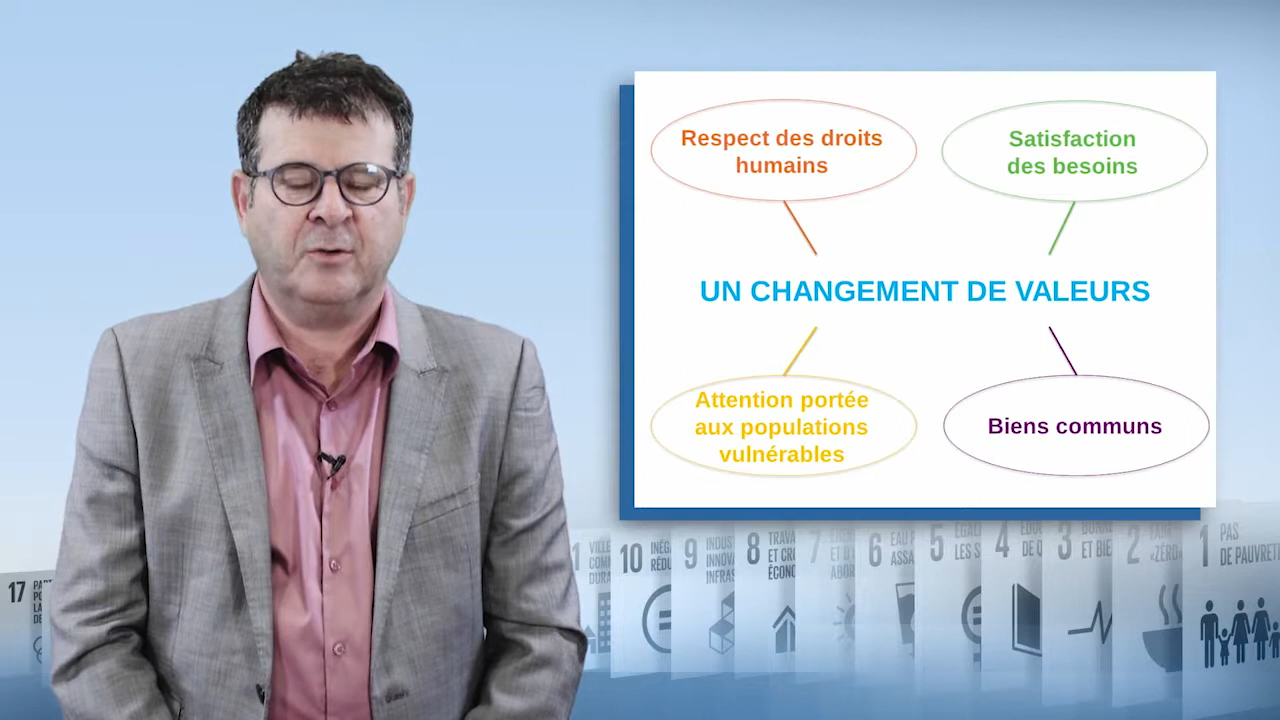 Respect des droits
humains
Satisfaction
des besoins
UN CHANGEMENT DE VALEURS
Attention portée
aux populations
vulnérables
Biens communs
17
10
9
8
7
6
5
4
3
2
1 PAS
DE PAUVRET